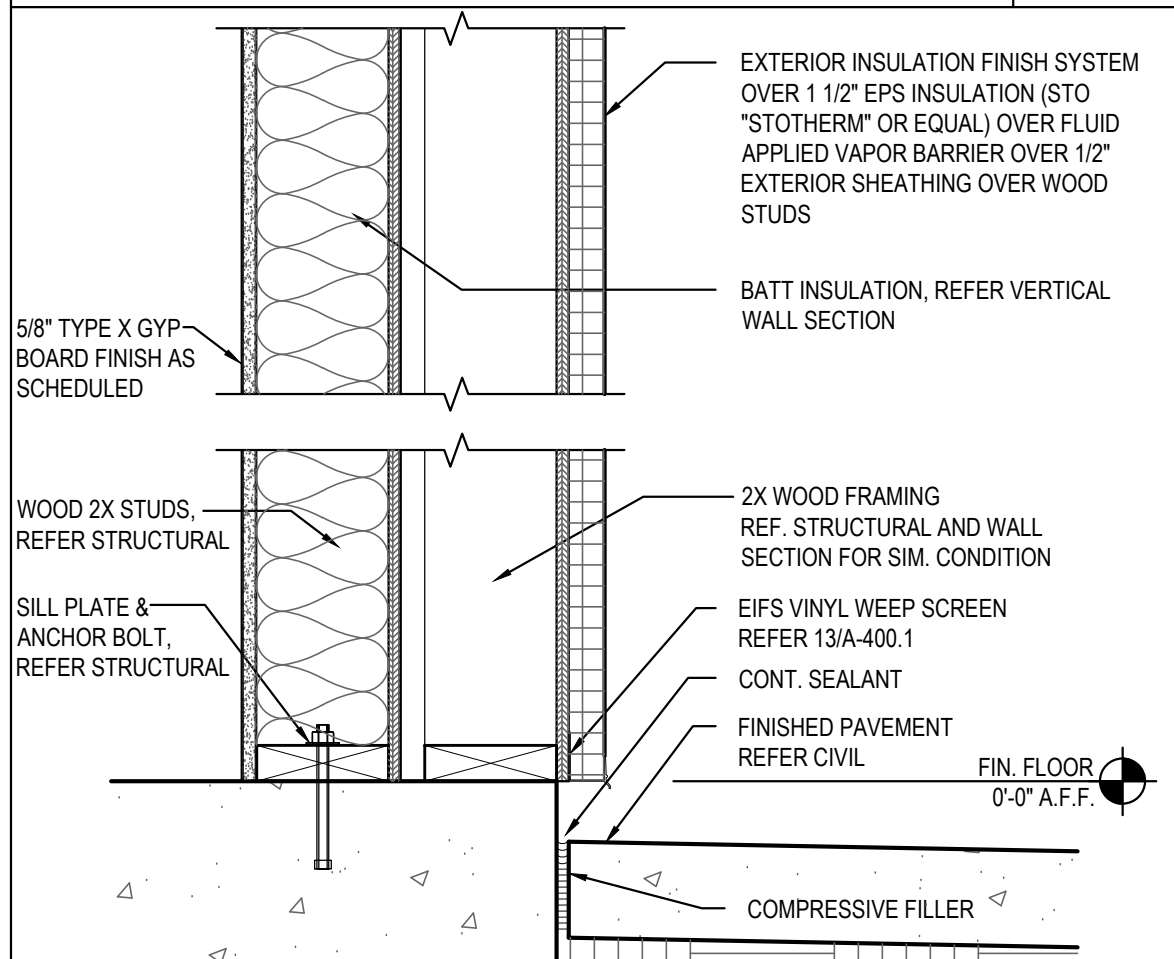 EXTERIOR INSULATION FINISH SYSTEM
OVER 1 1/2" EPS INSULATION (STO
"STOTHERM" OR EQUAL) OVER FLUID
APPLIED VAPOR BARRIER OVER 1/2"
EXTERIOR SHEATHING OVER WOOD
STUDS
BATT INSULATION, REFER VERTICAL
WALL SECTION
5/8" TYPE X GYP
BOARD FINISH AS
SCHEDULED
WOOD 2X STUDS,
REFER STRUCTURAL
2X WOOD FRAMING
REF. STRUCTURAL AND WALL
SECTION FOR SIM. CONDITION
SILL PLATE &
ANCHOR BOLT,
REFER STRUCTURAL
EIFS VINYL WEEP SCREEN
REFER 13/A-400.1
CONT. SEALANT
FINISHED PAVEMENT
REFER CIVIL
FIN. FLOOR
0'-0" A.F.F.
COMPRESSIVE FILLER